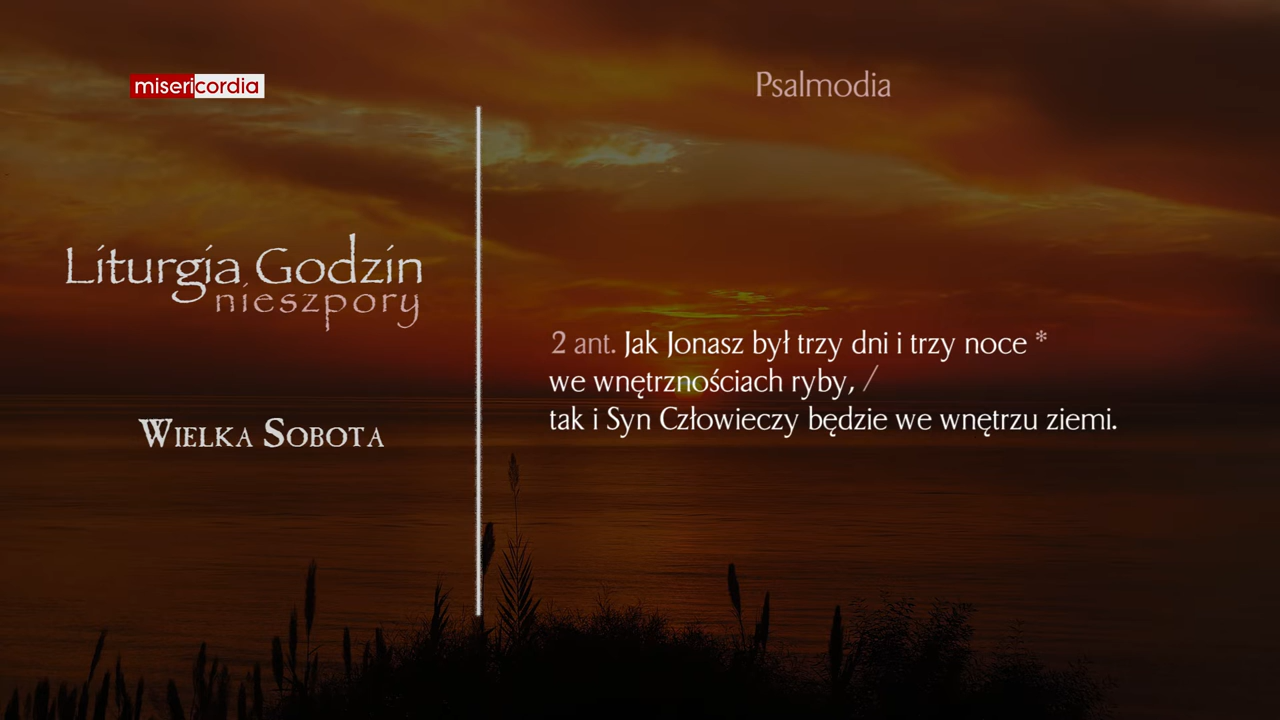 misericordia
Psalmodia
Liturgia Godzin
nieszpory
Wielka Sobota
2 ant. Jak Jonasz był trzy dni i trzy noce *
we wnętrznościach ryby, /
tak i Syn Człowieczy będzie we wnętrzu ziemi.